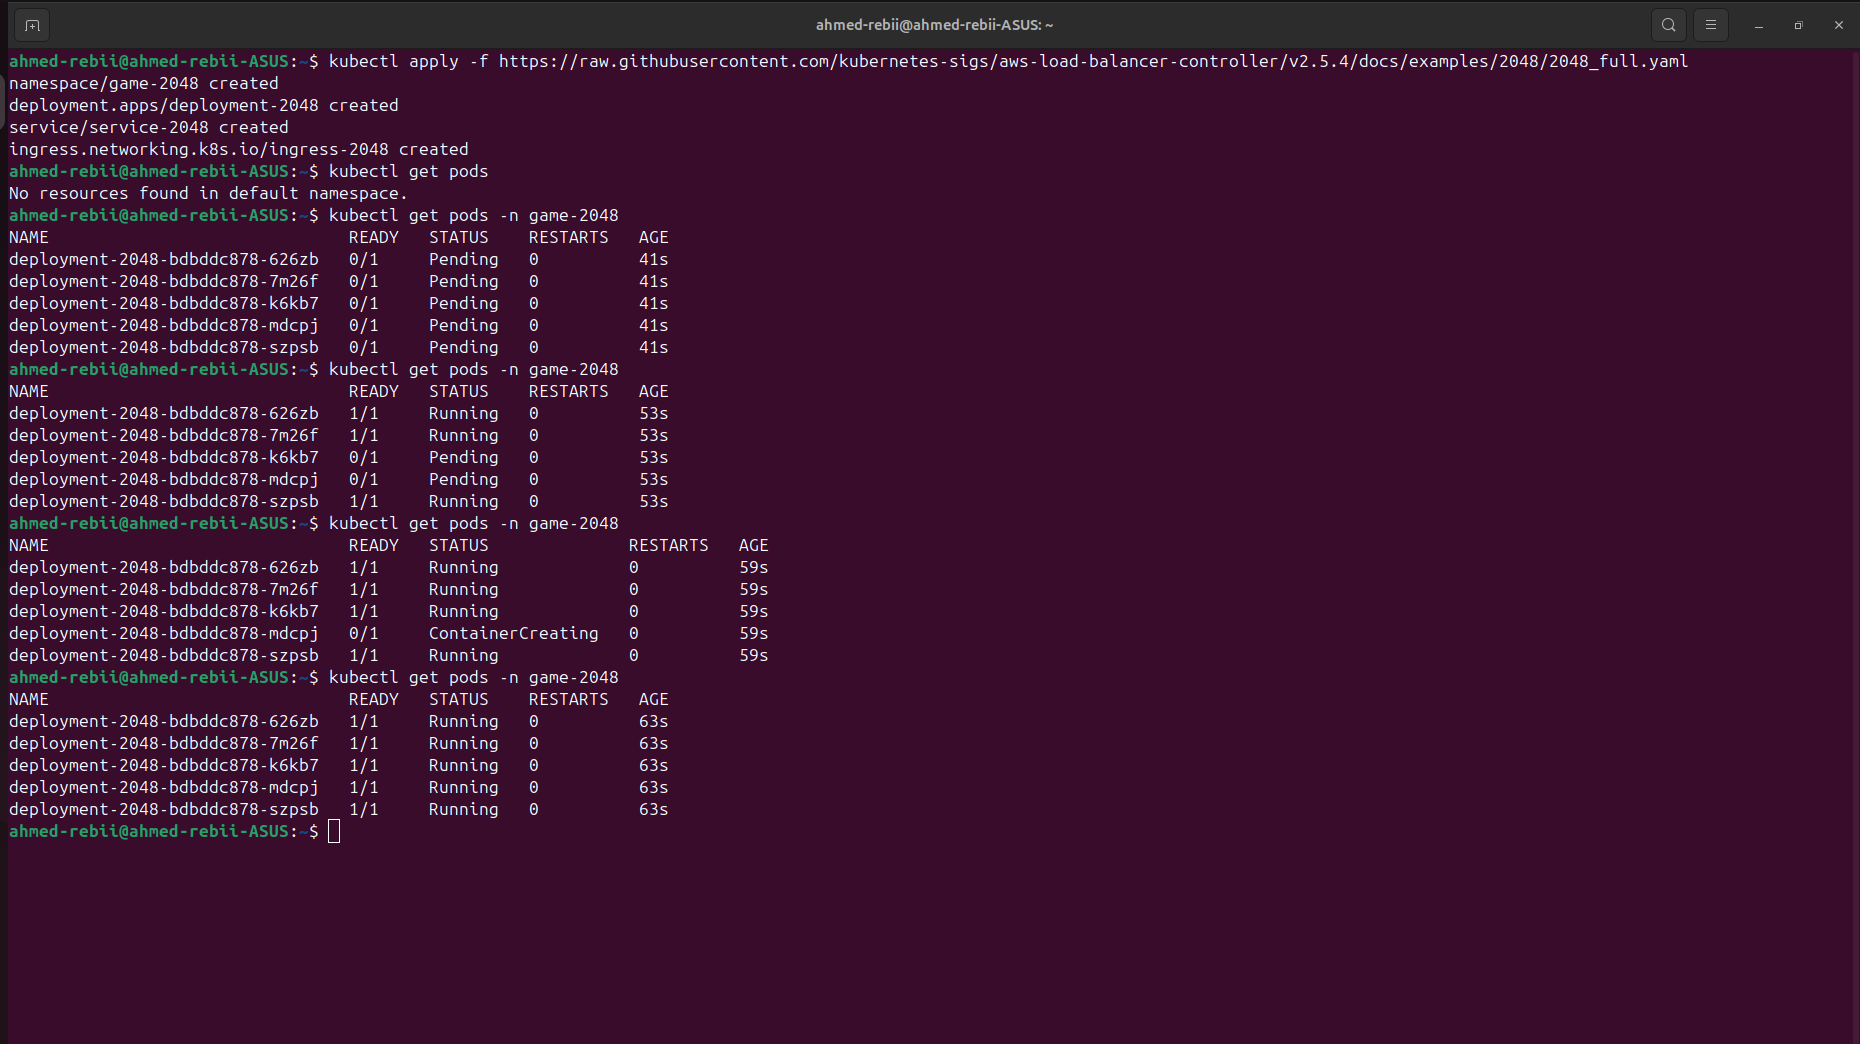 ahmed-rebii@ahmed-rebii-ASUS: ~
ahmed-rebii@ahmed-rebii-ASUS:~$ kubectl apply -f https://raw.githubusercontent.com/kubernetes-sigs/aws-load-balancer-controller/v2.5.4/docs/examples/2048/2048_full.yaml
namespace/game-2048 created
deployment.apps/deployment-2048 created
service/service-2048 created
ingress.networking.k8s.io/ingress-2048 created
ahmed-rebii@ahmed-rebii-ASUS:~$ kubectl get pods
No resources found in default namespace.
ahmed-rebii@ahmed-rebii-ASUS:~$ kubectl get pods -n game-2048
NAME                              READY   STATUS    RESTARTS   AGE
deployment-2048-bdbddc878-626zb   0/1     Pending   0          41s
deployment-2048-bdbddc878-7m26f   0/1     Pending   0          41s
deployment-2048-bdbddc878-k6kb7   0/1     Pending   0          41s
deployment-2048-bdbddc878-mdcpj   0/1     Pending   0          41s
deployment-2048-bdbddc878-szpsb   0/1     Pending   0          41s
ahmed-rebii@ahmed-rebii-ASUS:~$ kubectl get pods -n game-2048
NAME                              READY   STATUS    RESTARTS   AGE
deployment-2048-bdbddc878-626zb   1/1     Running   0          53s
deployment-2048-bdbddc878-7m26f   1/1     Running   0          53s
deployment-2048-bdbddc878-k6kb7   0/1     Pending   0          53s
deployment-2048-bdbddc878-mdcpj   0/1     Pending   0          53s
deployment-2048-bdbddc878-szpsb   1/1     Running   0          53s
ahmed-rebii@ahmed-rebii-ASUS:~$ kubectl get pods -n game-2048
NAME                              READY   STATUS              RESTARTS   AGE
deployment-2048-bdbddc878-626zb   1/1     Running             0          59s
deployment-2048-bdbddc878-7m26f   1/1     Running             0          59s
deployment-2048-bdbddc878-k6kb7   1/1     Running             0          59s
deployment-2048-bdbddc878-mdcpj   0/1     ContainerCreating   0          59s
deployment-2048-bdbddc878-szpsb   1/1     Running             0          59s
ahmed-rebii@ahmed-rebii-ASUS:~$ kubectl get pods -n game-2048
NAME                              READY   STATUS    RESTARTS   AGE
deployment-2048-bdbddc878-626zb   1/1     Running   0          63s
deployment-2048-bdbddc878-7m26f   1/1     Running   0          63s
deployment-2048-bdbddc878-k6kb7   1/1     Running   0          63s
deployment-2048-bdbddc878-mdcpj   1/1     Running   0          63s
deployment-2048-bdbddc878-szpsb   1/1     Running   0          63s
ahmed-rebii@ahmed-rebii-ASUS:~$